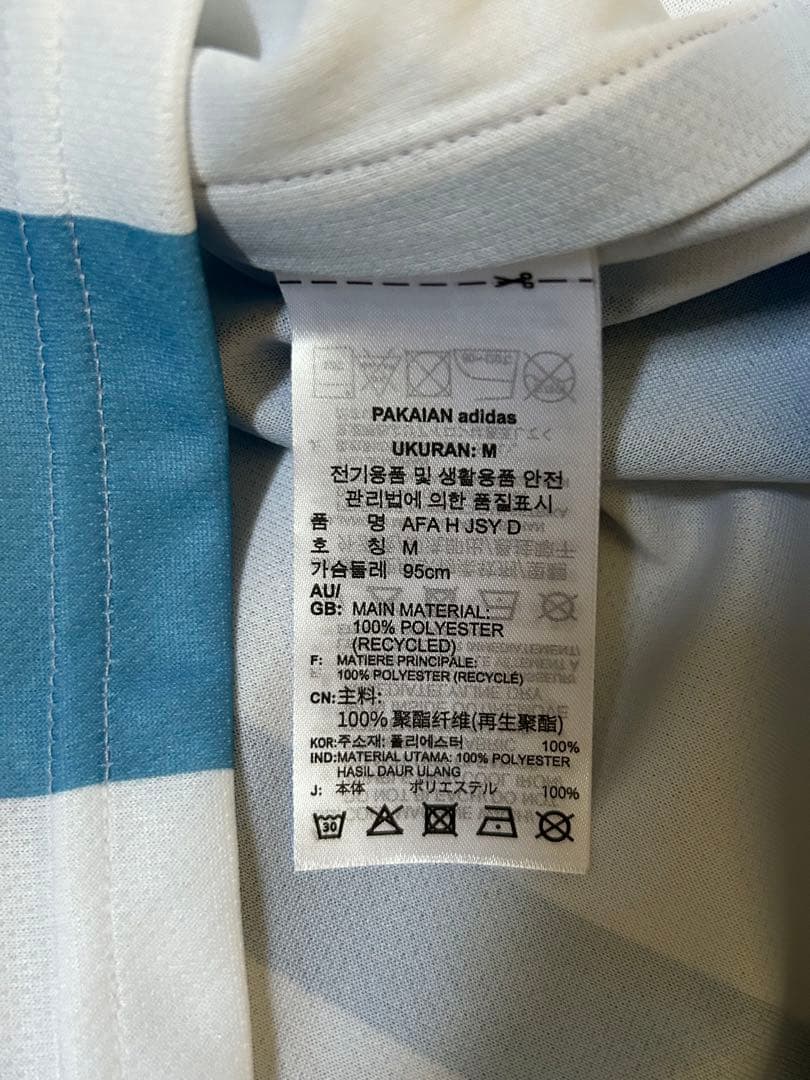 PAKAIAN adidas
UKURAN: M
전기용품 및 생활용품 안전
관리법에 의한 품질표시
품 명 AFA H JSY D
호 칭 M
가슴둘레 95cm
AU/
GB: MAIN MATERIAL:
100% POLYESTER
(RECYCLED)
F: MATIERE PRINCIPALE:
100% POLYESTER (RECYCLÉ)
CN: 主料:
100% 聚酯纤维(再生聚酯)
KOR: 주소재: 폴리에스터 100%
IND: MATERIAL UTAMA: 100% POLYESTER
HASIL DAUR ULANG
J: 本体 ポリエステル 100%
30